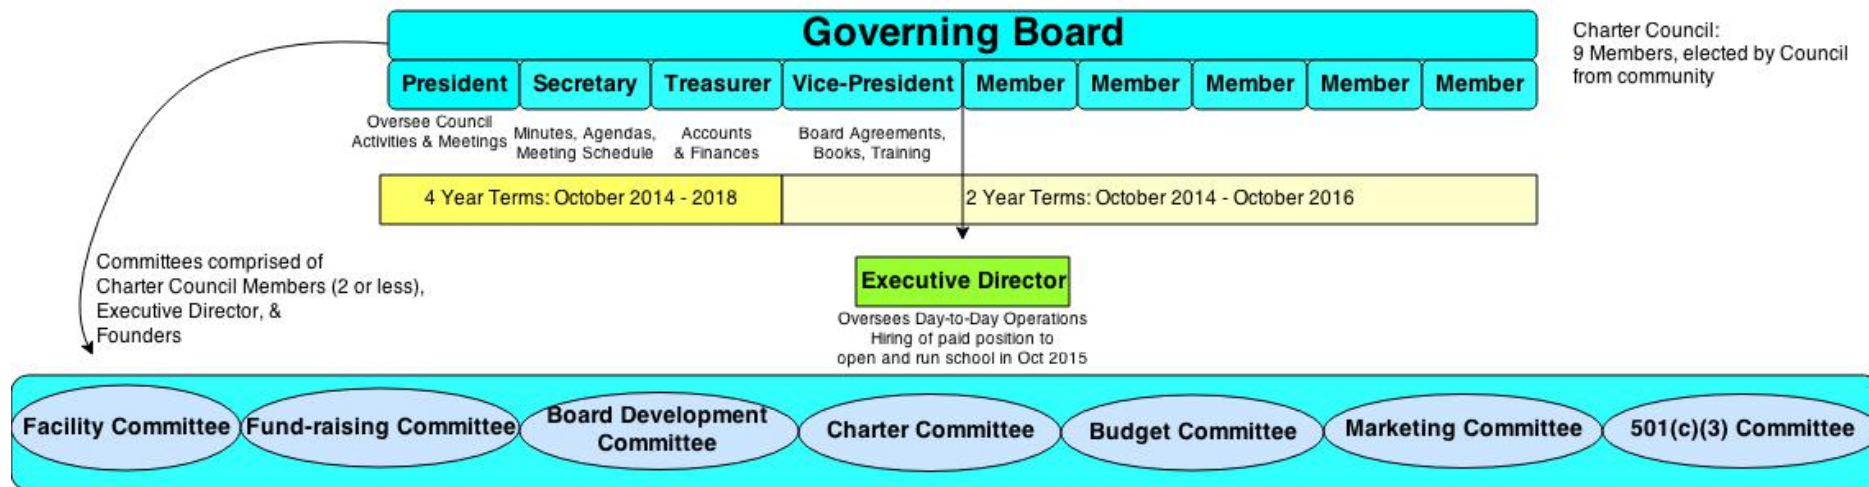 Governing Board
Charter Council:
9 Members, elected by Council
from community
President Secretary Treasurer Vice-President Member Member Member Member Member
Oversee Council
Activities & Meetings
Minutes, Agendas,
Meeting Schedule
Accounts
& Finances
Board Agreements,
Books, Training
4 Year Terms: October 2014 - 2018
2 Year Terms: October 2014 - October 2016
Committees comprised of
Charter Council Members (2 or less),
Executive Director, &
Founders
Executive Director
Oversees Day-to-Day Operations
Hiring of paid position to
open and run school in Oct 2015
Facility Committee
Fund-raising Committee
Board Development
Committee
Charter Committee
Budget Committee
Marketing Committee
501(c)(3) Committee